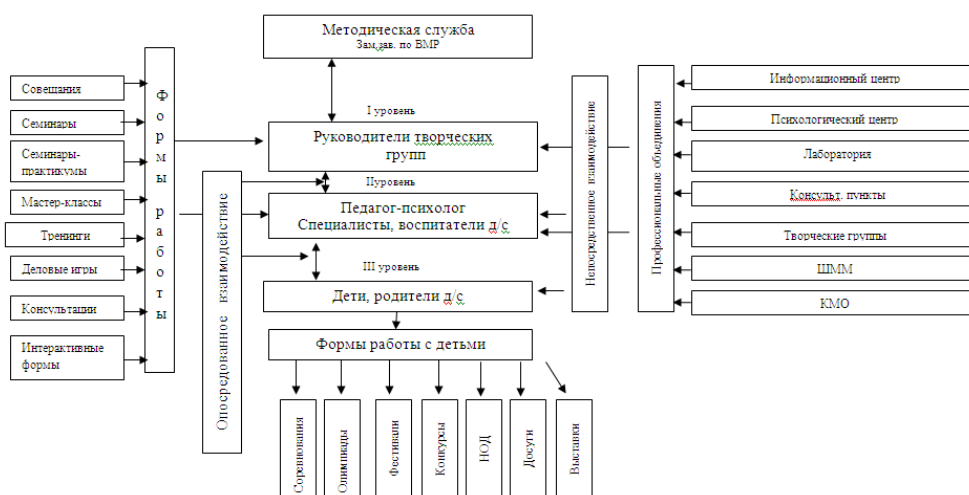 Методическая служба
Зам,зав. по ВМР
I уровень
Руководители творческих
групп
IIуровень
Педагог-психолог
Специалисты, воспитатели д/с
III уровень
Дети, родители д/с
Формы работы с детьми
Соревнования
Олимпиады
Фестивали
Конкурсы
НОД
Досуги
Выставки
Совещания
Семинары
Семинары-
практикумы
Мастер-классы
Тренинги
Деловые игры
Консультации
Интерактивные
формы
Формы работы
Опосредованное взаимодействие
Непосредственное взаимодействие
Профессиональные объединения
Информационный центр
Психологический центр
Лаборатория
Консульт. пункты
Творческие группы
ШММ
КМО